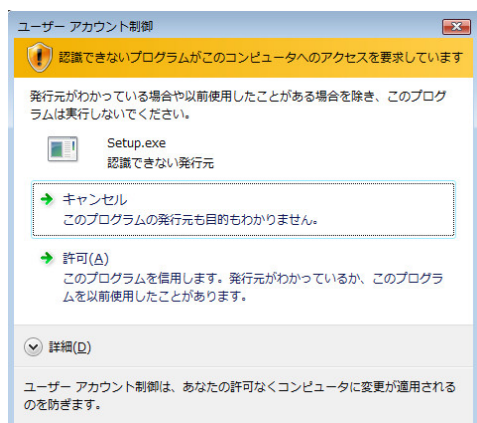 ユーザー アカウント制御
認識できないプログラムがこのコンピュータへのアクセスを要求しています
発行元がわかっている場合や以前使用したことがある場合を除き、このプログ
ラムは実行しないでください。
Setup.exe
認識できない発行元
キャンセル
このプログラムの発行元も目的もわかりません。
許可(A)
このプログラムを信用します。発行元がわかっているか、このプログラ
ムを以前使用したことがあります。
詳細(D)
ユーザー アカウント制御は、あなたの許可なくコンピュータに変更が適用される
のを防ぎます。